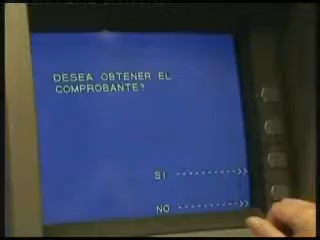 DESEA OBTENER EL
COMPROBANTE?
SI ----------->>
NO ----------->>